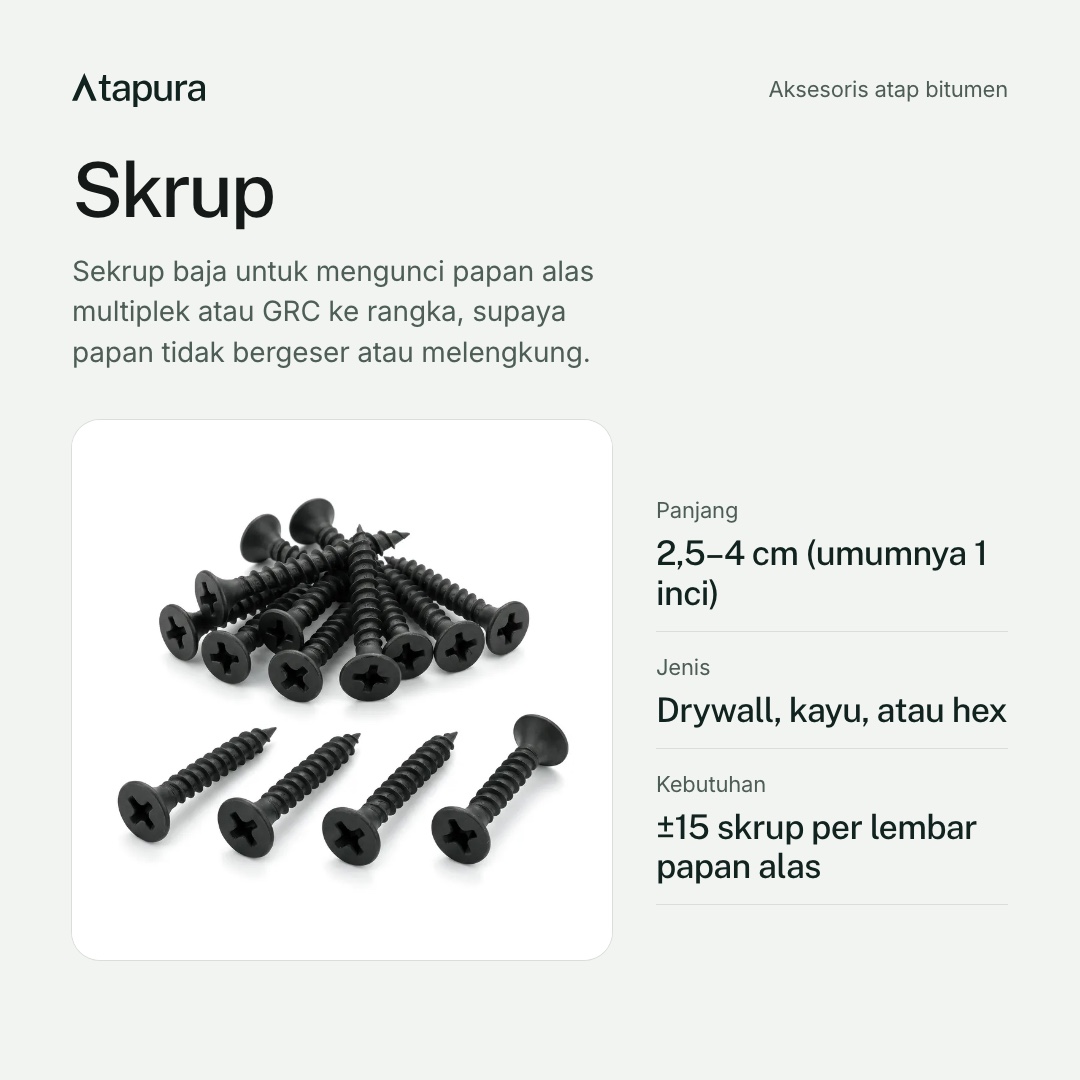 Atapura
Aksesoris atap bitumen
Skrup
Sekrup baja untuk mengunci papan alas
multiplek atau GRC ke rangka, supaya
papan tidak bergeser atau melengkung.
Panjang
2,5–4 cm (umumnya 1
inci)
Jenis
Drywall, kayu, atau hex
Kebutuhan
±15 skrup per lembar
papan alas